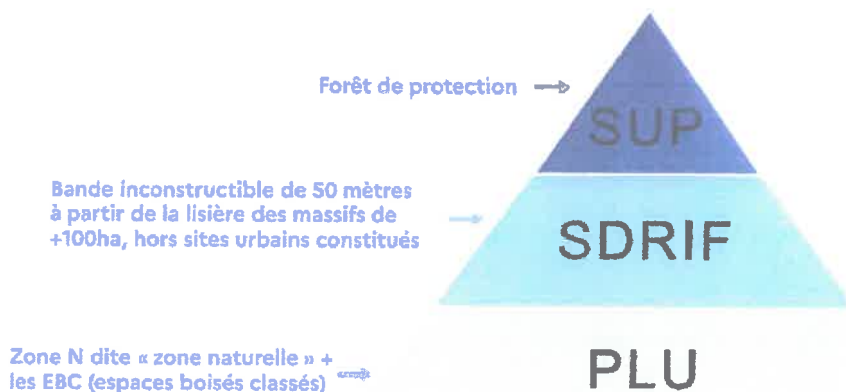 Forêt de protection
SUP
Bande inconstructible de 50 mètres
à partir de la lisière des massifs de
+100ha, hors sites urbains constitués
SDRIF
Zone N dite « zone naturelle » +
les EBC (espaces boisés classés)
PLU